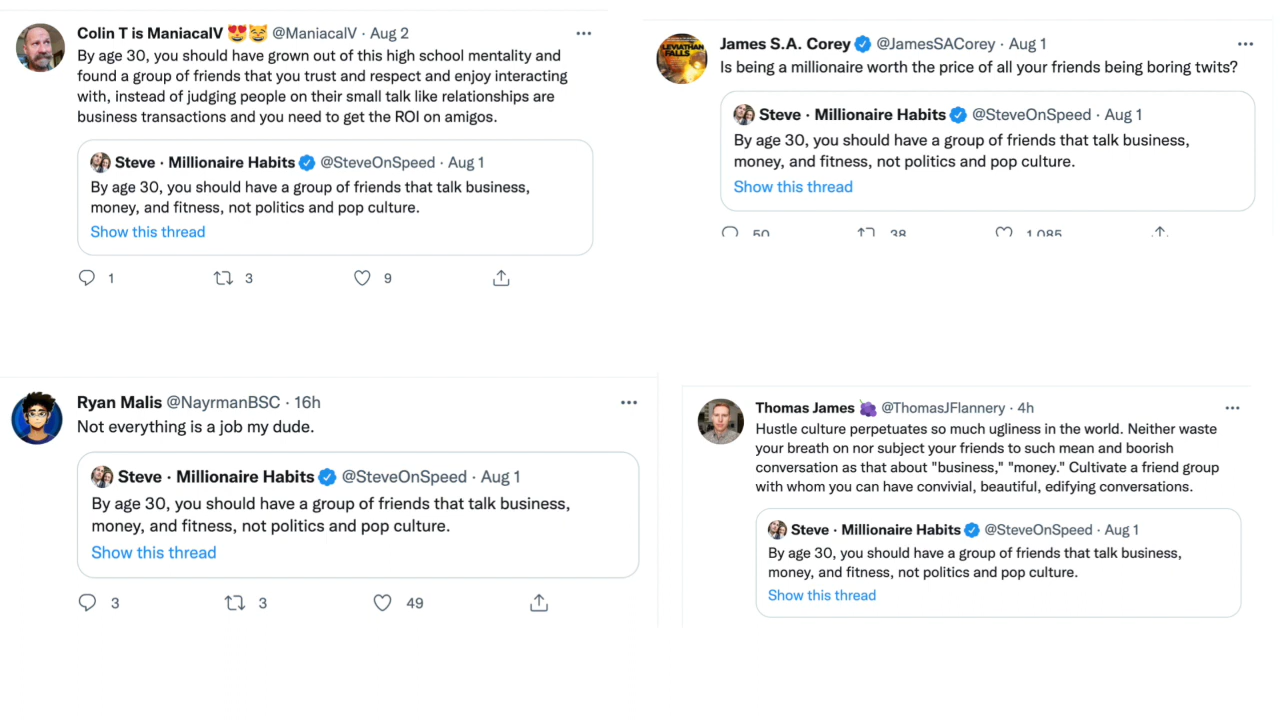 Colin T is ManiacalV 😍😸 @ManiacalV · Aug 2
By age 30, you should have grown out of this high school mentality and
found a group of friends that you trust and respect and enjoy interacting
with, instead of judging people on their small talk like relationships are
business transactions and you need to get the ROI on amigos.
Steve · Millionaire Habits @SteveOnSpeed · Aug 1
By age 30, you should have a group of friends that talk business,
money, and fitness, not politics and pop culture.
Show this thread
1 3 9
LEVIATHAN
FALLS
James S.A. Corey @JamesSACorey · Aug 1
Is being a millionaire worth the price of all your friends being boring twits?
Steve · Millionaire Habits @SteveOnSpeed · Aug 1
By age 30, you should have a group of friends that talk business,
money, and fitness, not politics and pop culture.
Show this thread
50 38 1,085
Ryan Malis @NayrmanBSC · 16h
Not everything is a job my dude.
Steve · Millionaire Habits @SteveOnSpeed · Aug 1
By age 30, you should have a group of friends that talk business,
money, and fitness, not politics and pop culture.
Show this thread
3 3 49
Thomas James 🍇 @ThomasJFlannery · 4h
Hustle culture perpetuates so much ugliness in the world. Neither waste
your breath on nor subject your friends to such mean and boorish
conversation as that about "business," "money." Cultivate a friend group
with whom you can have convivial, beautiful, edifying conversations.
Steve · Millionaire Habits @SteveOnSpeed · Aug 1
By age 30, you should have a group of friends that talk business,
money, and fitness, not politics and pop culture.
Show this thread